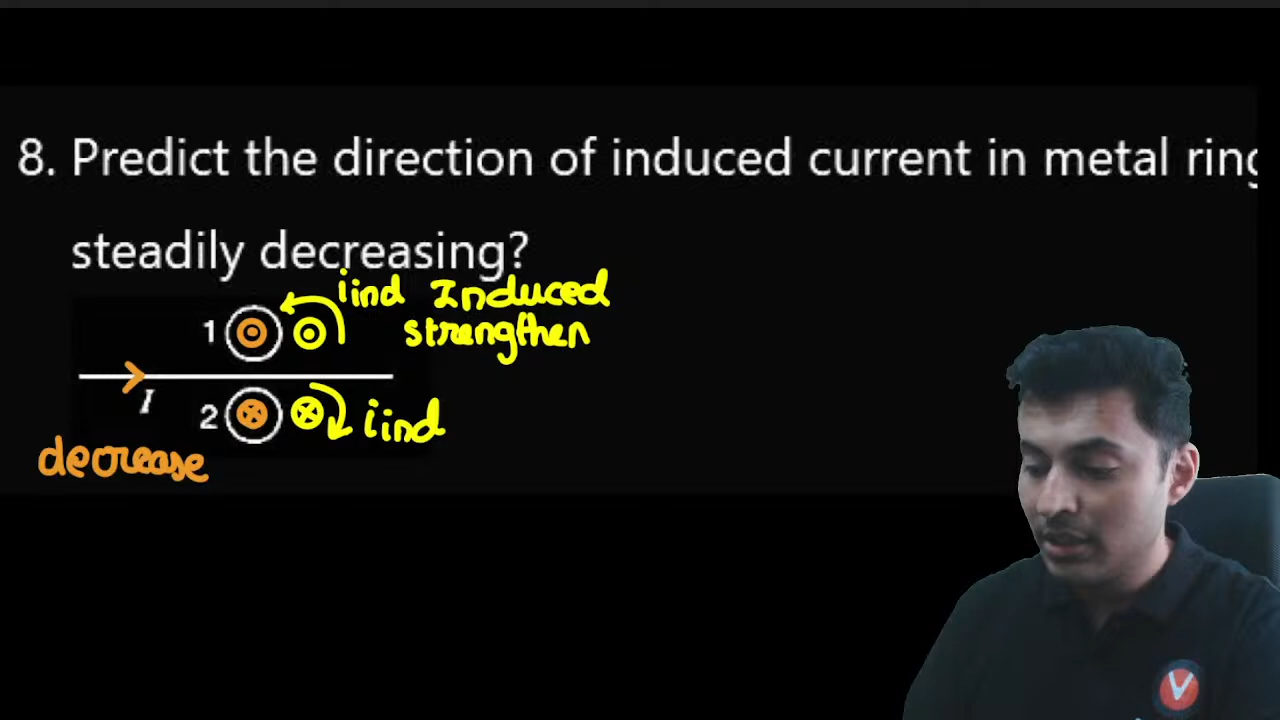 8. Predict the direction of induced current in metal ring
steadily decreasing?
iind Induced
strengthen
1
I
2
iind
decrease
V